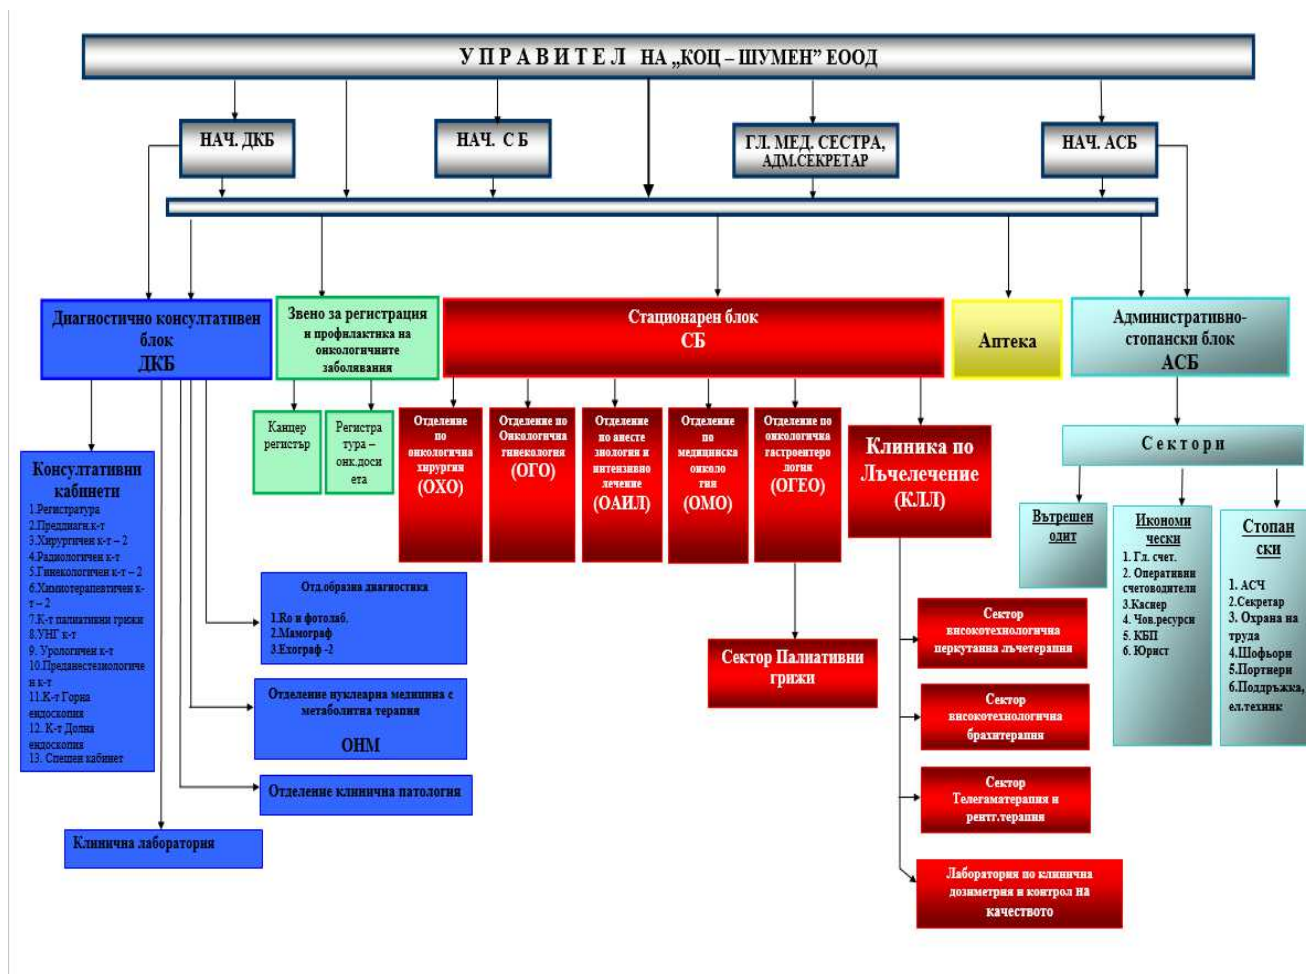 У П Р А В И Т Е Л НА „КОЦ – ШУМЕН” ЕООД
НАЧ. ДКБ
НАЧ. С Б
ГЛ. МЕД. СЕСТРА,
АДМ.СЕКРЕТАР
НАЧ. АСБ
Диагностично консултативен
блок
ДКБ
Звено за регистрация
и профилактика на
онкологичните
заболявания
Стационарен блок
СБ
Аптека
Административно-
стопански блок
АСБ
Канцер
регистър
Регистра
тура –
онк.доси
ета
Отделение
по
онкологична
хирургия
(ОХО)
Отделение по
Онкологична
гинекология)
(ОГО)
Отделение
по анесте
зиология и
интензивно
лечение)
(ОАИЛ)
Отделение
по
медицинска
онколо
гия)
(ОМО)
Отделение по
онкологична
гастроентеро
логия
(ОГЕО)
Клиника по
Лъчелечение
(КЛЛ)
С е к т о р и
Консултативни
кабинети
1.Регистратура
2.Преддиагн.к-т
3.Хирургичен к-т – 2
4.Радиологичен к-т
5.Гинекологичен к-т – 2
6.Химиотерапевтичен к-
т – 2
7.К-т палиативни грижи
8.УНГ к-т
9. Урологичен к-т
10.Преданестезиологиче
н к-т
11.К-т Горна
ендоскопия
12. К-т Долна
ендоскопия
13. Спешен кабинет
Отд.образна диагностика
1.Ro и фотолаб.
2.Мамограф
3.Ехограф -2
Отделение нуклеарна медицина с
метаболитна терапия
ОНМ
Отделение клинична патология
Клинична лаборатория
Сектор Палиативни
грижи
Сектор
високотехнологична
перкутанна лъчетерапия
Сектор
високотехнологична
брахитерапия
Сектор
Телегаматерапия и
рентг.терапия
Лаборатория по клинична
дозиметрия и контрол на
качеството
Вътрешен
одит
Икономи
чески
1. Гл. счет.
2. Оперативни
счетоводители
3.Касиер
4. Чов.ресурси
5. КБП
6. Юрист
Стопан
ски
1. АСЧ
2.Секретар
3. Охрана на
труда
4.Шофьори
5.Портиери
6.Поддръжка,
ел.техник